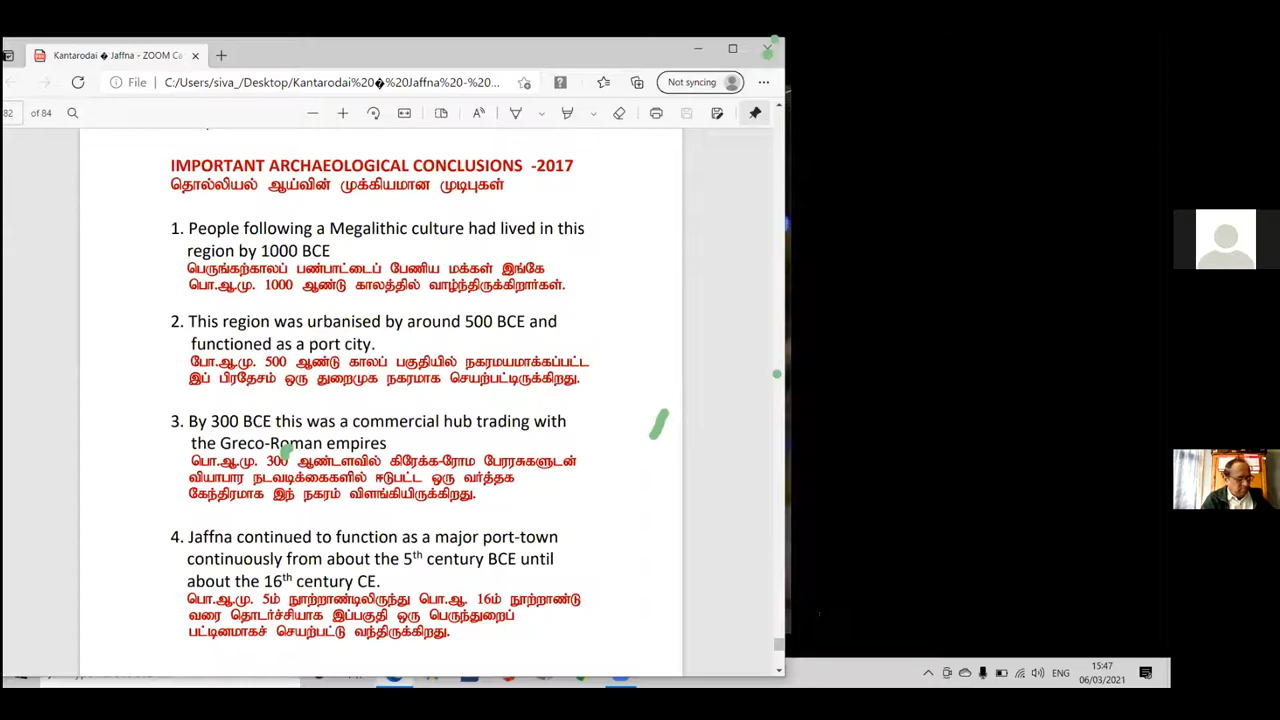 Kantarodai � Jaffna - ZOOM Ca
File C:/Users/siva_/Desktop/Kantarodai%20�%20Jaffna%20-%20... Not syncing
82 of 84
IMPORTANT ARCHAEOLOGICAL CONCLUSIONS -2017
தொல்லியல் ஆய்வின் முக்கியமான முடிபுகள்
1. People following a Megalithic culture had lived in this
region by 1000 BCE
பெருங்கற்காலப் பண்பாட்டைப் பேணிய மக்கள் இங்கே
பொ.ஆ.மு. 1000 ஆண்டு காலத்தில் வாழ்ந்திருக்கிறார்கள்.
2. This region was urbanised by around 500 BCE and
functioned as a port city.
போ.ஆ.மு. 500 ஆண்டு காலப் பகுதியில் நகரமயமாக்கப்பட்ட
இப் பிரதேசம் ஒரு துறைமுக நகரமாக செயற்பட்டிருக்கிறது.
3. By 300 BCE this was a commercial hub trading with
the Greco-Roman empires
பொ.ஆ.மு. 300 ஆண்டளவில் கிரேக்க-ரோம பேரரசுகளுடன்
வியாபார நடவடிக்கைகளில் ஈடுபட்ட ஒரு வர்த்தக
கேந்திரமாக இந் நகரம் விளங்கியிருக்கிறது.
4. Jaffna continued to function as a major port-town
continuously from about the 5th century BCE until
about the 16th century CE.
பொ.ஆ.மு. 5ம் நூற்றாண்டிலிருந்து பொ.ஆ. 16ம் நூற்றாண்டு
வரை தொடர்ச்சியாக இப்பகுதி ஒரு பெருந்துறைப்
பட்டினமாகச் செயற்பட்டு வந்திருக்கிறது.
ENG
15:47
06/03/2021